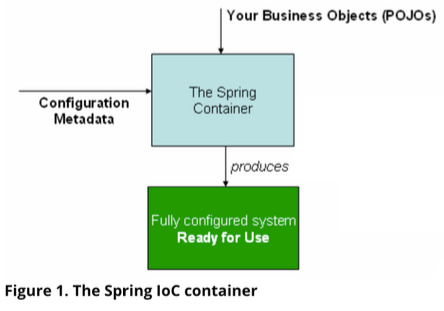 Your Business Objects (POJOs)
The Spring
Container
Configuration
Metadata
produces
Fully configured system
Ready for Use
Figure 1. The Spring IoC container